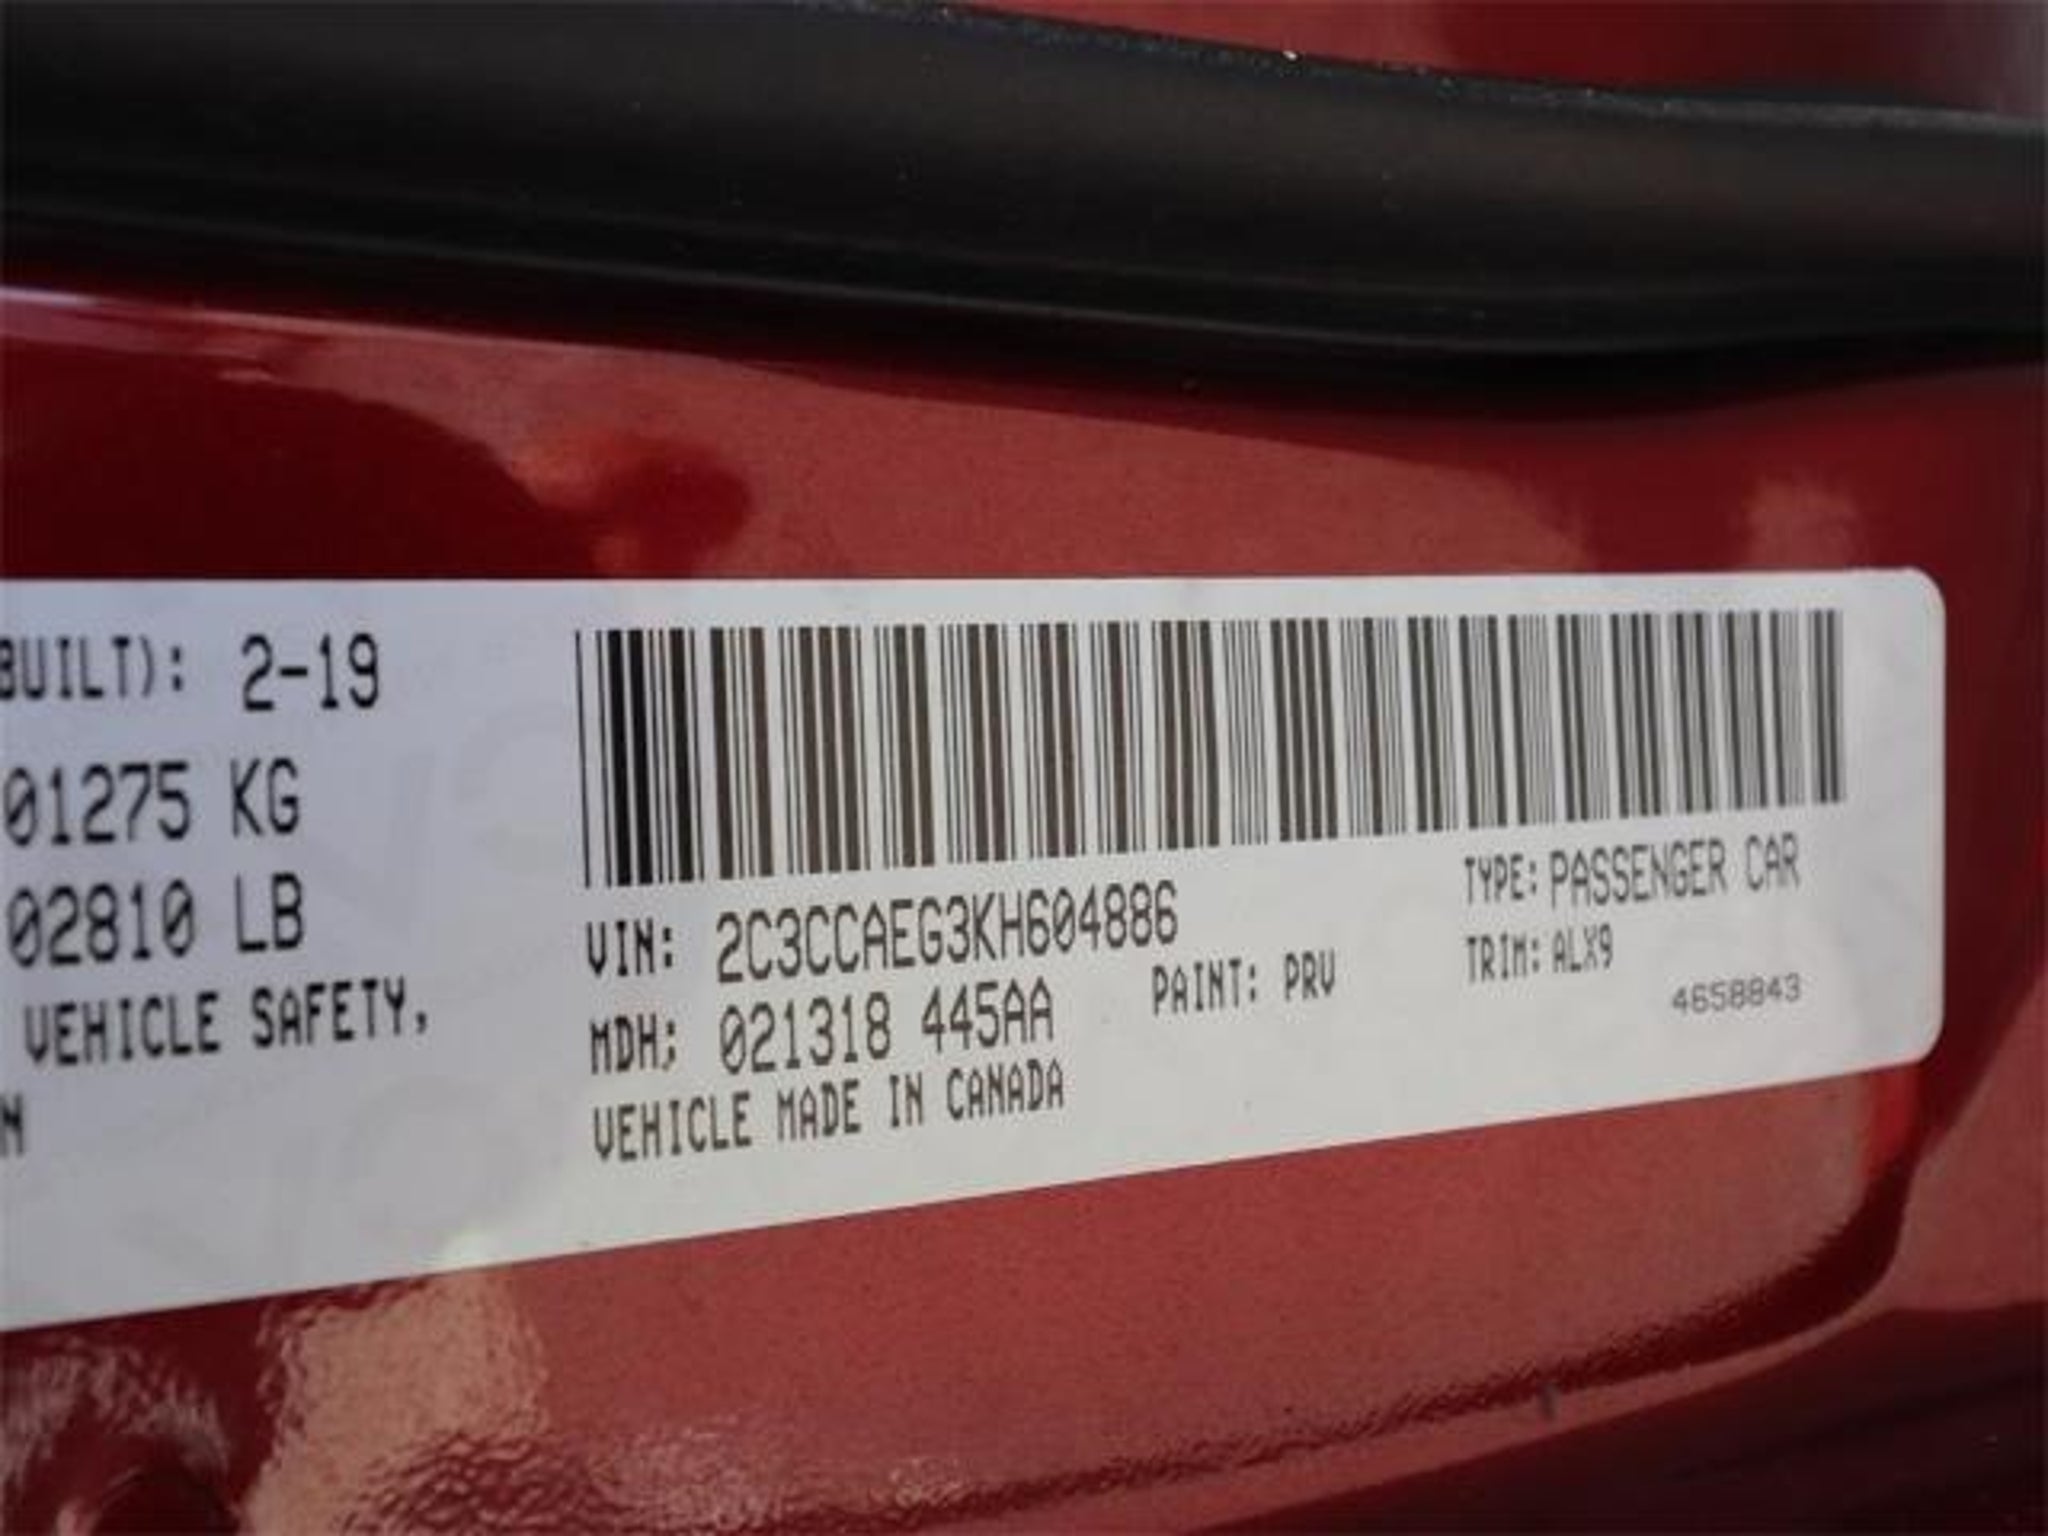 BUILT): 2-19
01275 KG
02810 LB
VEHICLE SAFETY,
N
VIN: 2C3CCAEG3KH604886
MDH: 021318 445AA
PAINT: PRV
VEHICLE MADE IN CANADA
TYPE: PASSENGER CAR
TRIM: ALX9
4658843